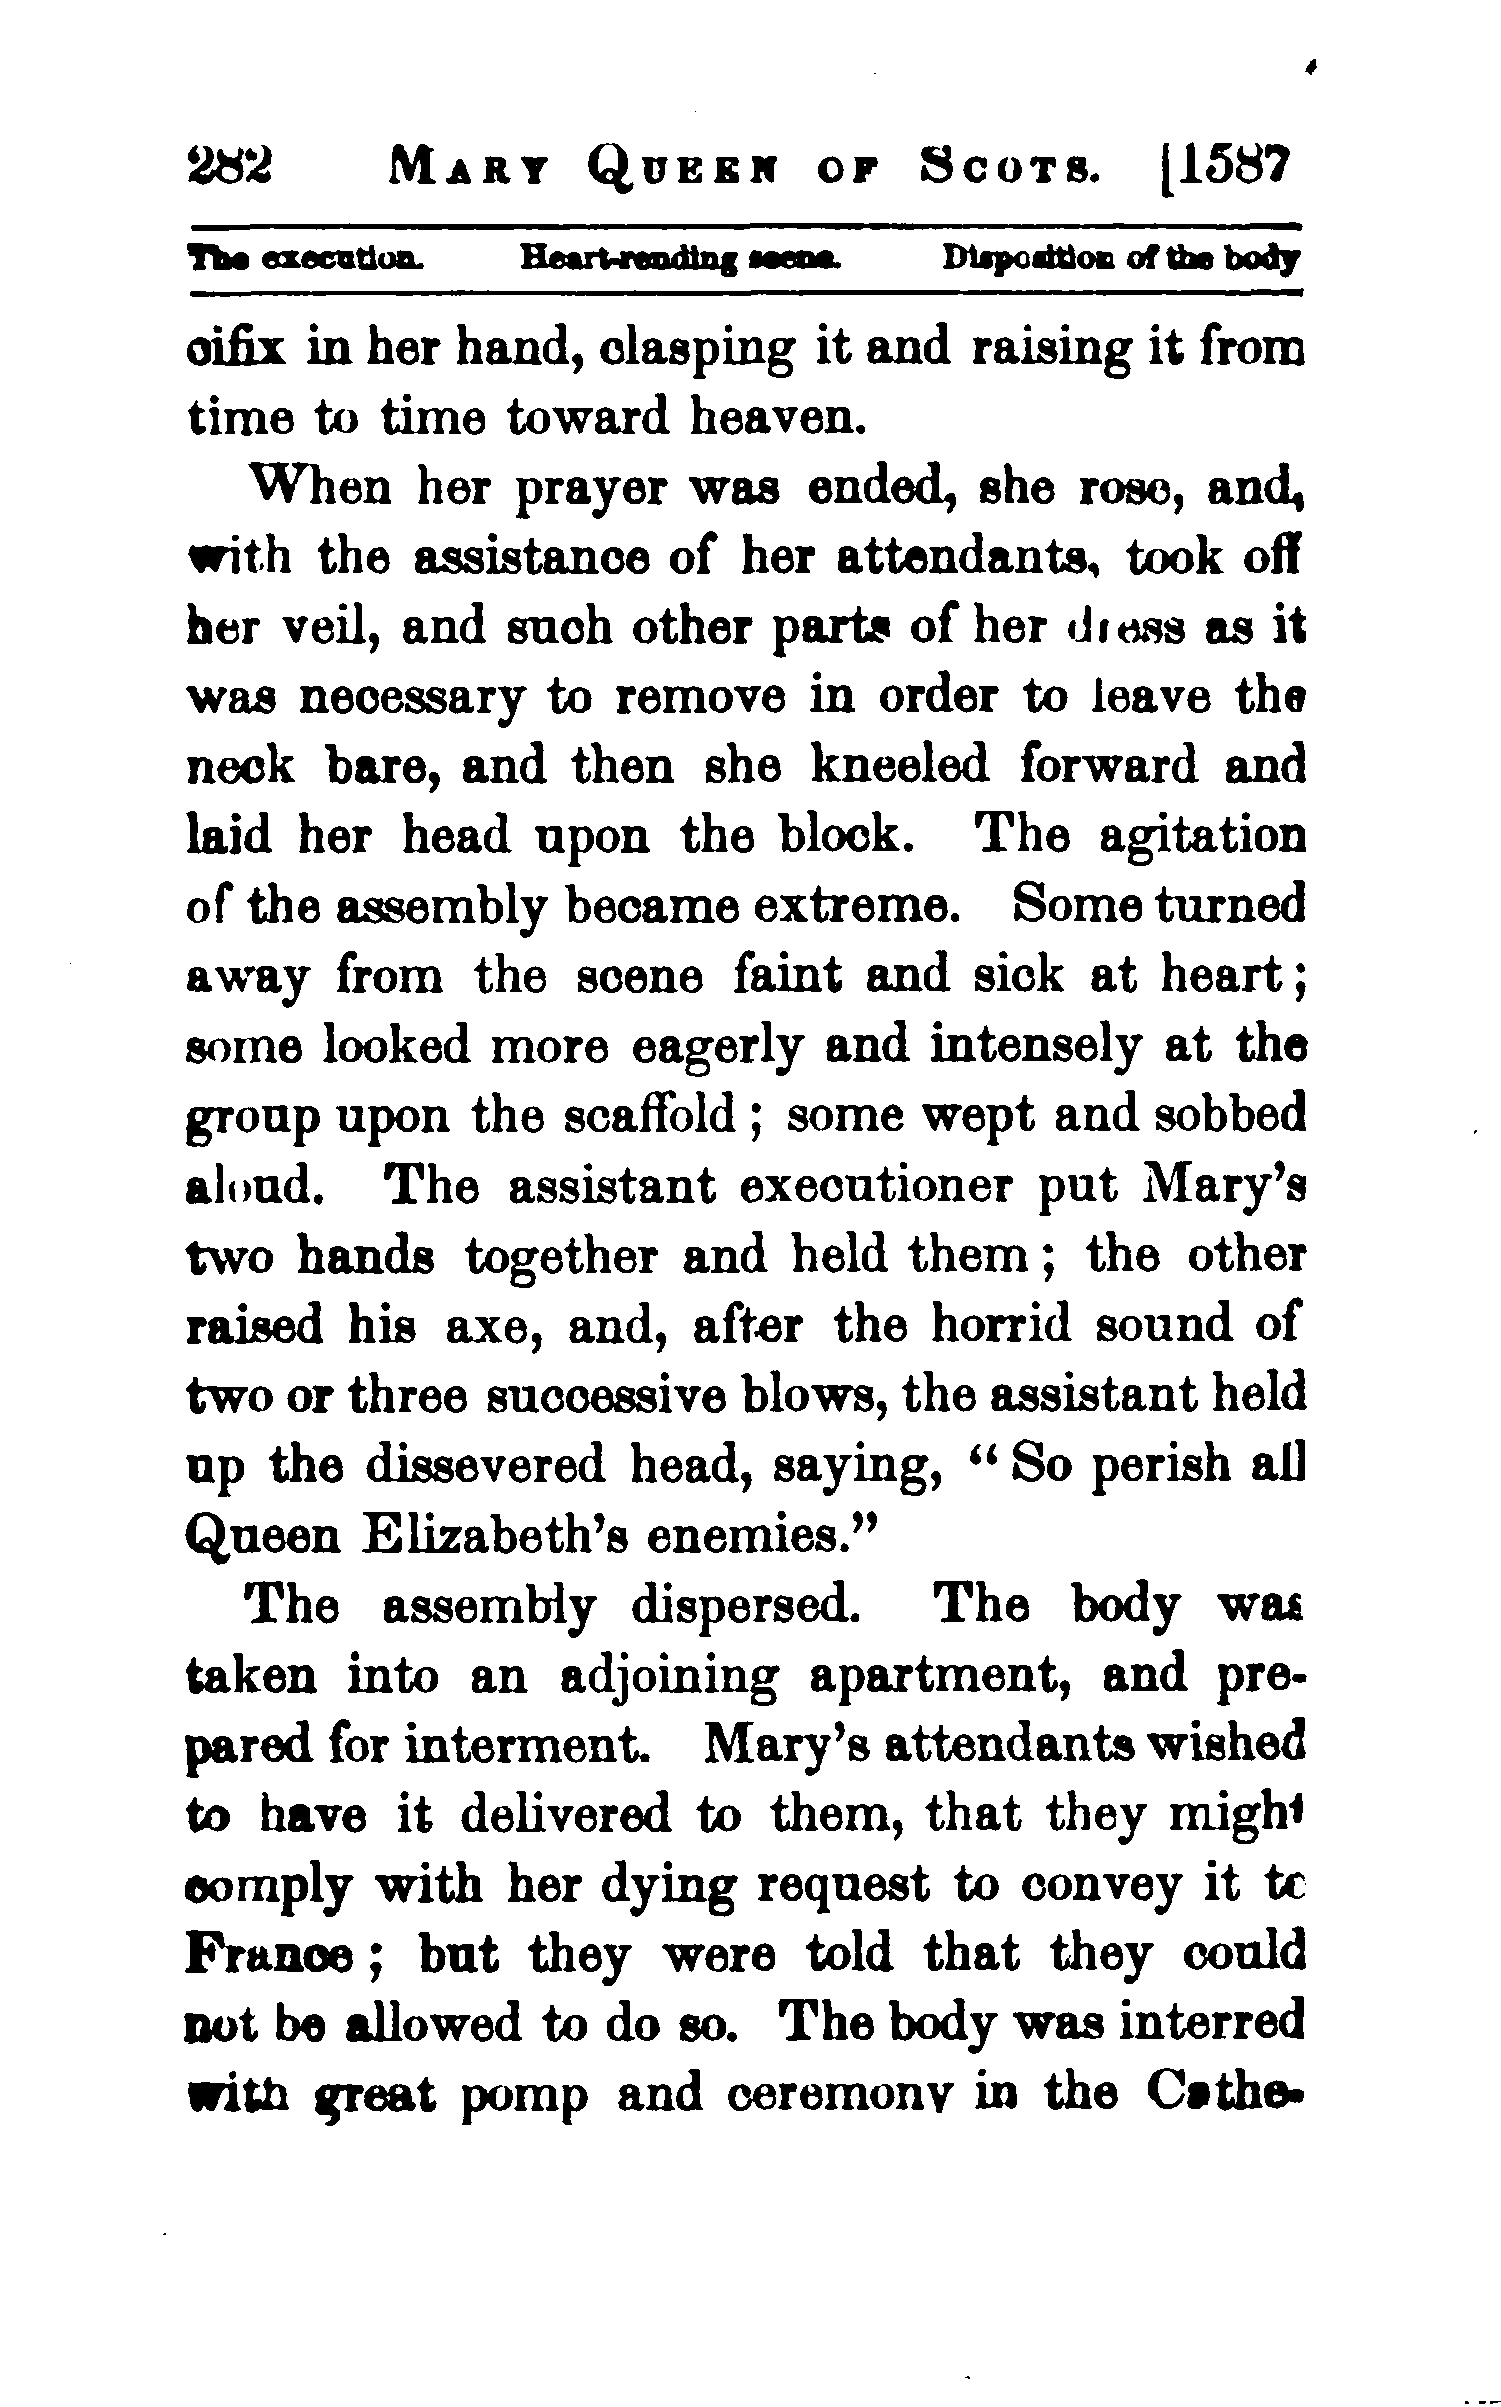 282 Mary Queen of Scots. [1587
The execution. Heart-rending scene. Disposition of the body
cifix in her hand, clasping it and raising it from
time to time toward heaven.
When her prayer was ended, she rose, and,
with the assistance of her attendants, took off
her veil, and such other parts of her dress as it
was necessary to remove in order to leave the
neck bare, and then she kneeled forward and
laid her head upon the block. The agitation
of the assembly became extreme. Some turned
away from the scene faint and sick at heart;
some looked more eagerly and intensely at the
group upon the scaffold; some wept and sobbed
aloud. The assistant executioner put Mary's
two hands together and held them; the other
raised his axe, and, after the horrid sound of
two or three successive blows, the assistant held
up the dissevered head, saying, "So perish all
Queen Elizabeth's enemies."
The assembly dispersed. The body was
taken into an adjoining apartment, and pre-
pared for interment. Mary's attendants wished
to have it delivered to them, that they might
comply with her dying request to convey it to
France; but they were told that they could
not be allowed to do so. The body was interred
with great pomp and ceremony in the Cathe-